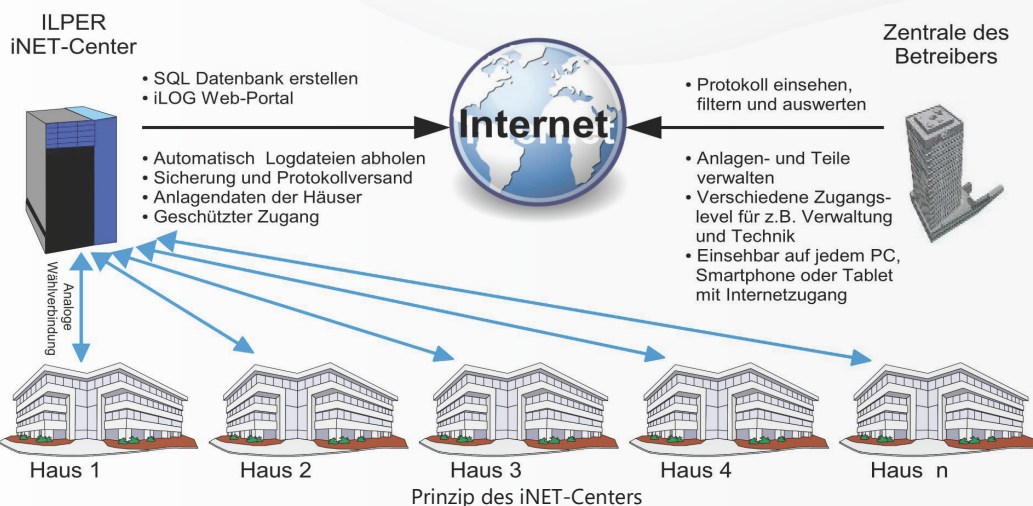 ILPER
iNET-Center
• SQL Datenbank erstellen
• iLOG Web-Portal
• Automatisch Logdateien abholen
• Sicherung und Protokollversand
• Anlagendaten der Häuser
• Geschützter Zugang
Internet
Zentrale des
Betreibers
• Protokoll einsehen,
filtern und auswerten
• Anlagen- und Teile
verwalten
• Verschiedene Zugangs-
level für z.B. Verwaltung
und Technik
• Einsehbar auf jedem PC,
Smartphone oder Tablet
mit Internetzugang
Analoge
Wählverbindung
Haus 1
Haus 2
Haus 3
Haus 4
Haus n
Prinzip des iNET-Centers